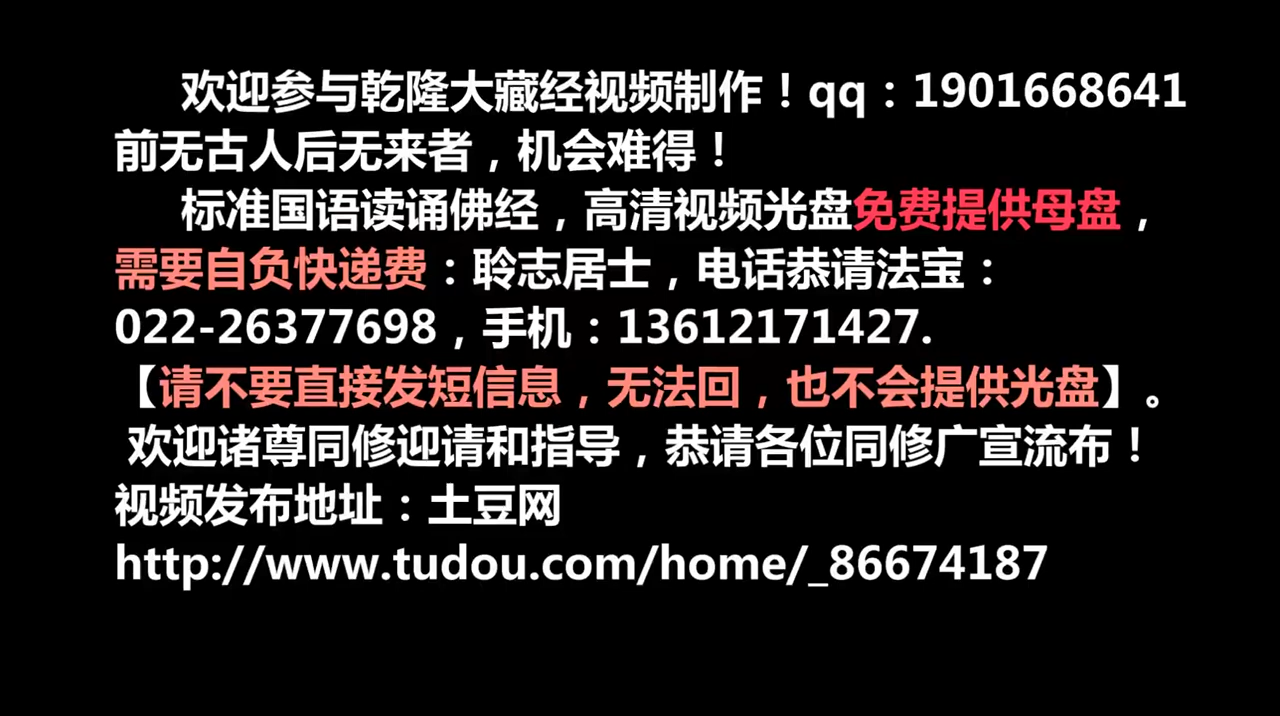 欢迎参与乾隆大藏经视频制作！qq：1901668641
前无古人后无来者，机会难得！
标准国语读诵佛经，高清视频光盘免费提供母盘，
需要自负快递费：聆志居士，电话恭请法宝：
022-26377698，手机：13612171427.
【请不要直接发短信息，无法回，也不会提供光盘】。
欢迎诸尊同修迎请和指导，恭请各位同修广宣流布！
视频发布地址：土豆网
http://www.tudou.com/home/_86674187